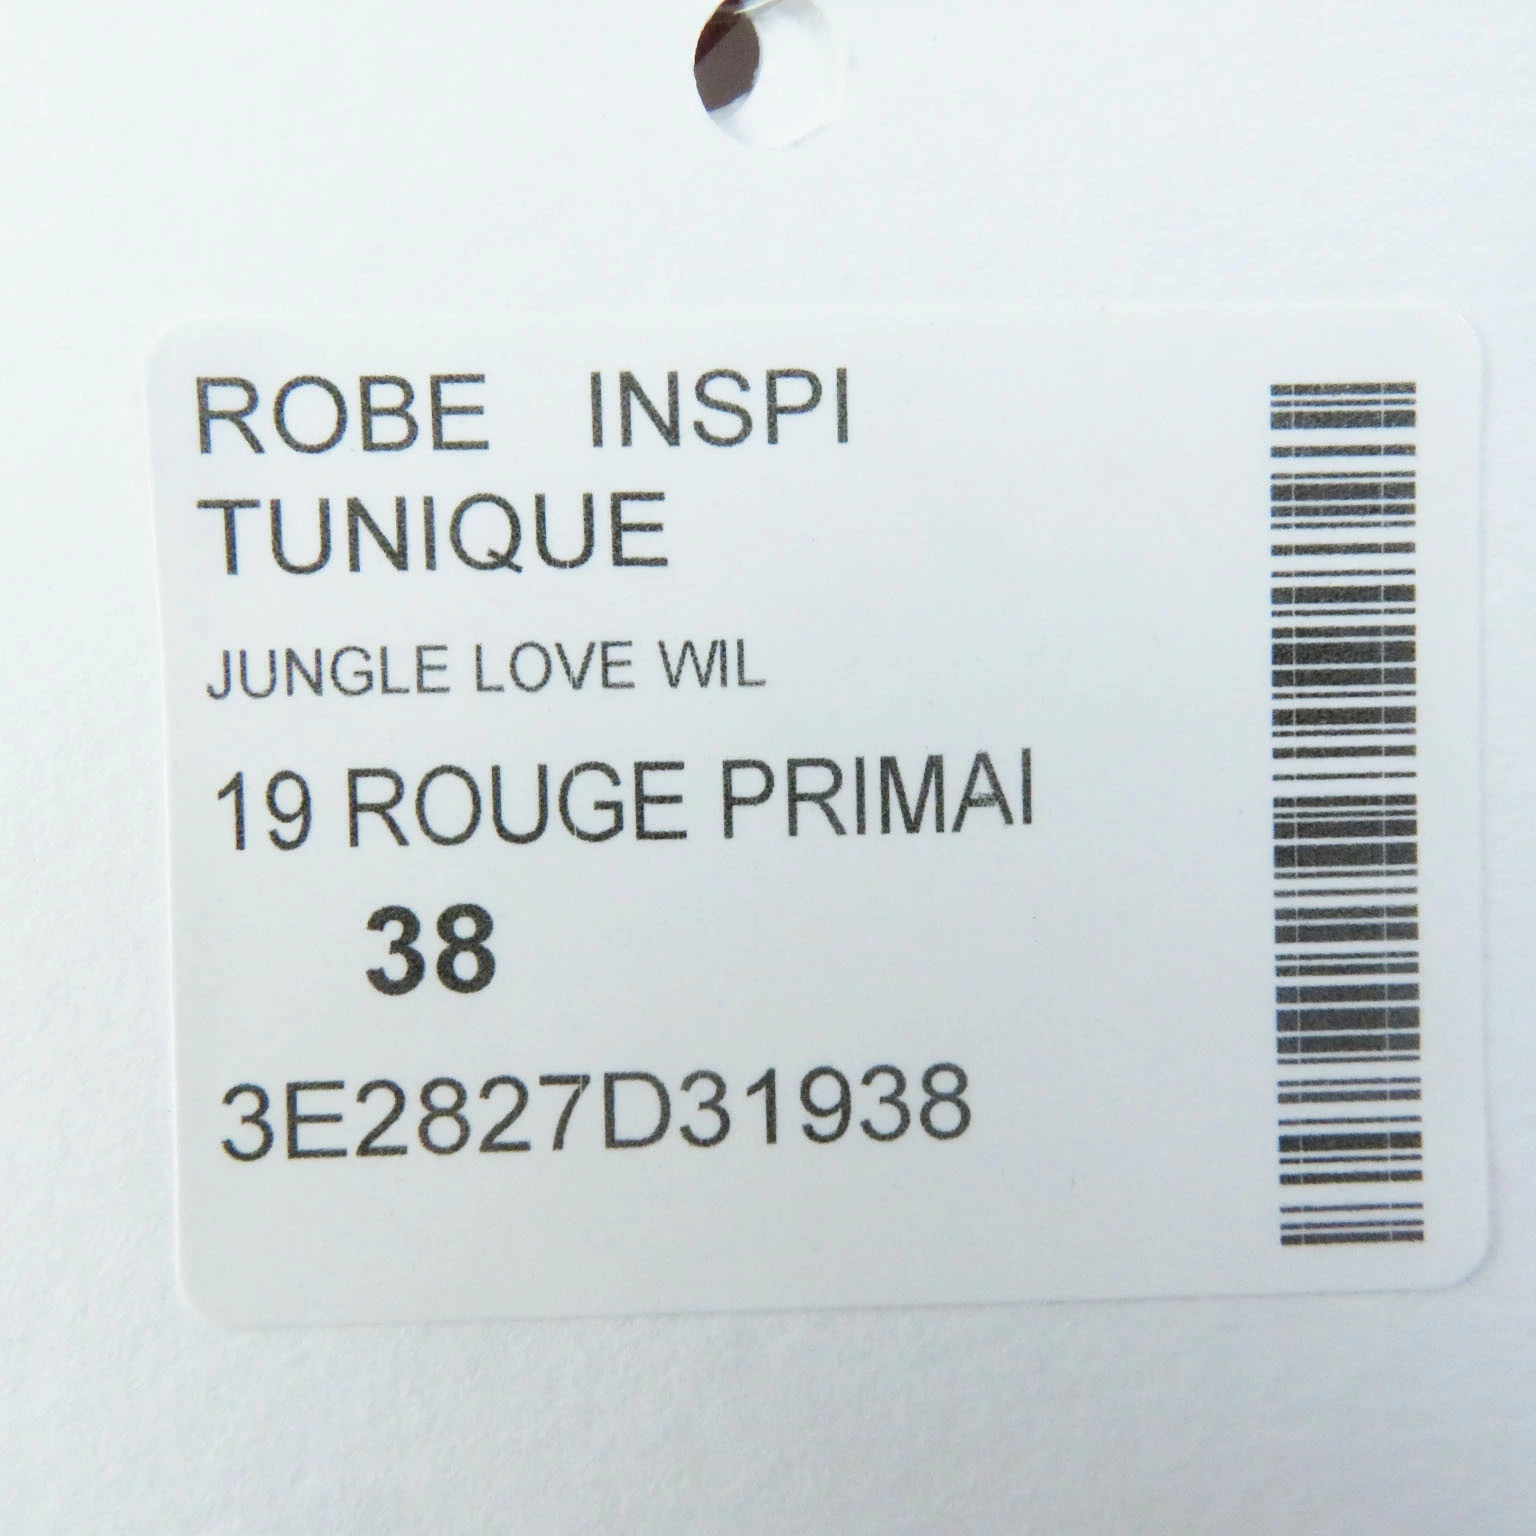 ROBE INSPI
TUNIQUE
JUNGLE LOVE WIL
19 ROUGE PRIMAI
38
3E2827D31938